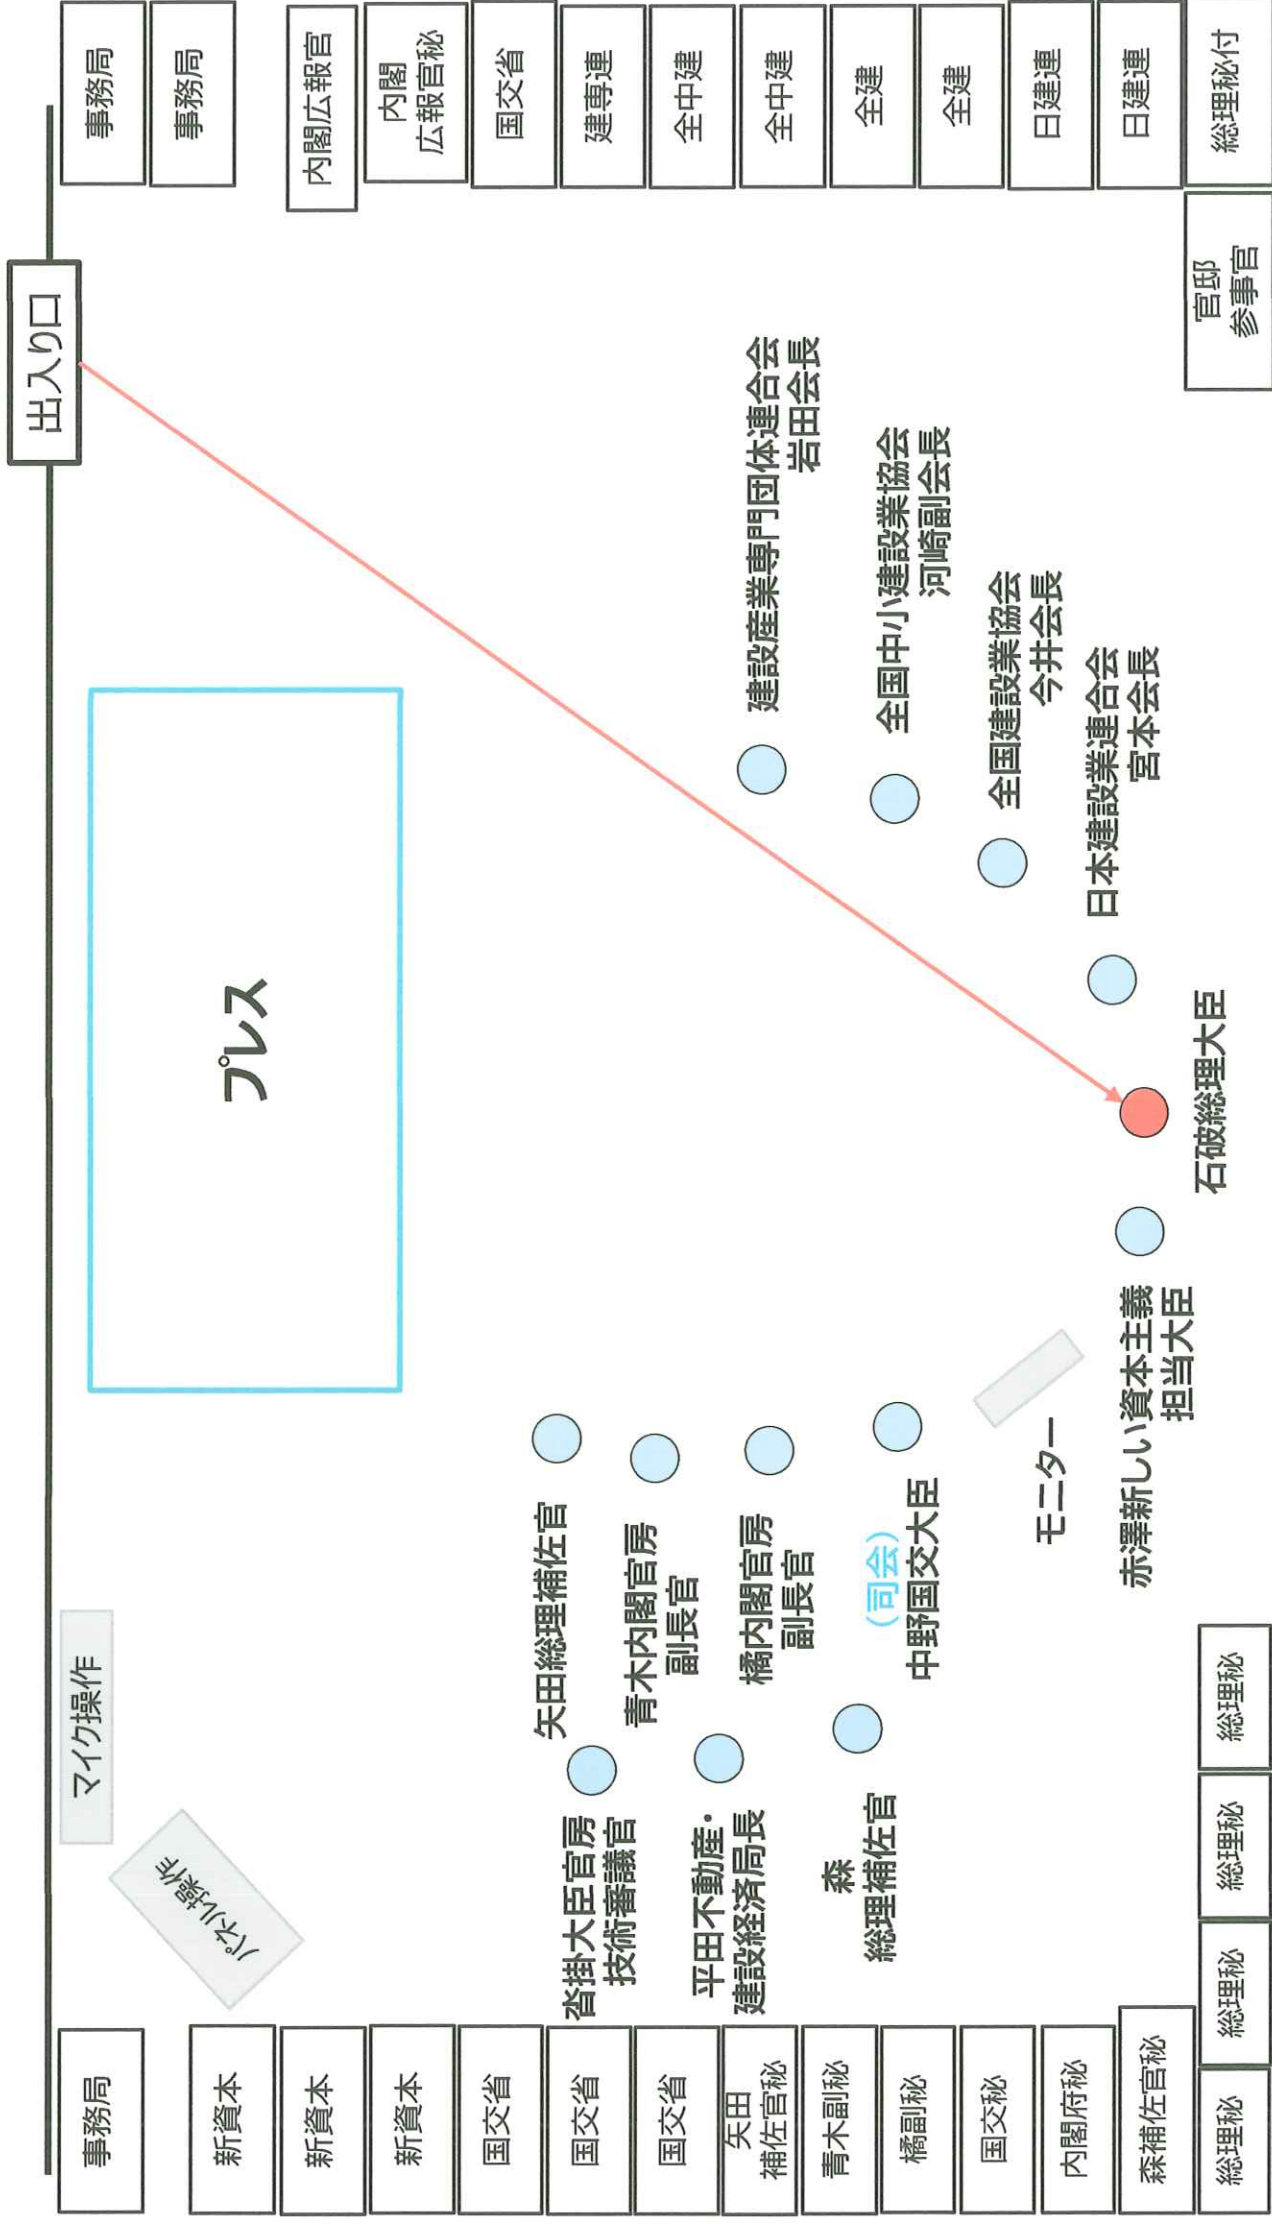 出入り口
事務局
マイク操作
事務局
パネル操作
事務局
プレス
新資本
新資本
新資本
国交省
国交省
国交省
矢田
補佐官秘
青木副秘
橘副秘
国交秘
内閣府秘
森補佐官秘
総理秘
総理秘
総理秘
総理秘
沓掛大臣官房
技術審議官
平田不動産・
建設経済局長
森
総理補佐官
矢田総理補佐官
青木内閣官房
副長官
橘内閣官房
副長官
(司会)
中野国交大臣
モニター
赤澤新しい資本主義
担当大臣
石破総理大臣
建設産業専門団体連合会
岩田会長
全国中小建設業協会
河崎副会長
全国建設業協会
今井会長
日本建設業連合会
宮本会長
内閣広報官
内閣
広報官秘
国交省
建専連
全中建
全中建
全建
全建
日建連
日建連
総理秘付
官邸
参事官